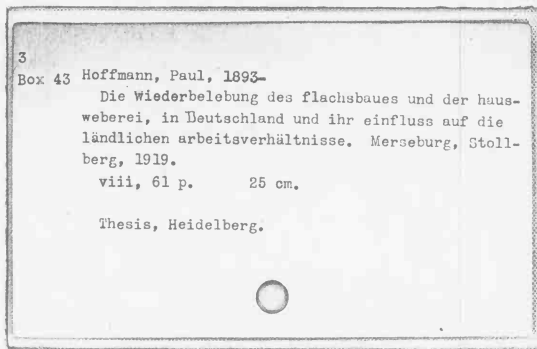 3
Box 43 Hoffmann, Paul, 1893-
Die Wiederbelebung des flachsbaues und der haus-
weberei, in Deutschland und ihr einfluss auf die
ländlichen arbeitsverhältnisse. Merseburg, Stoll-
berg, 1919.
viii, 61 p. 25 cm.
Thesis, Heidelberg.